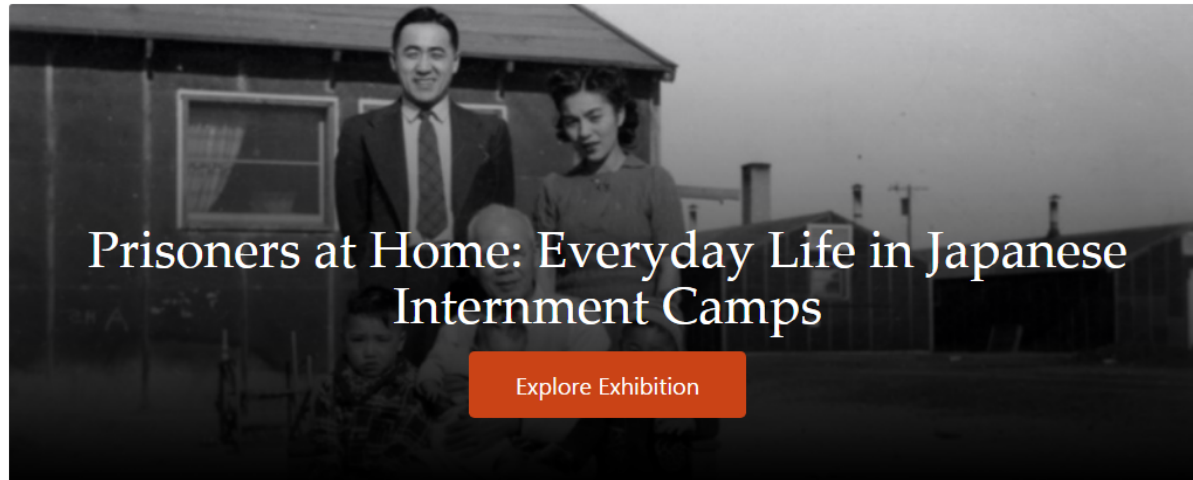 Prisoners at Home: Everyday Life in Japanese
Internment Camps
Explore Exhibition